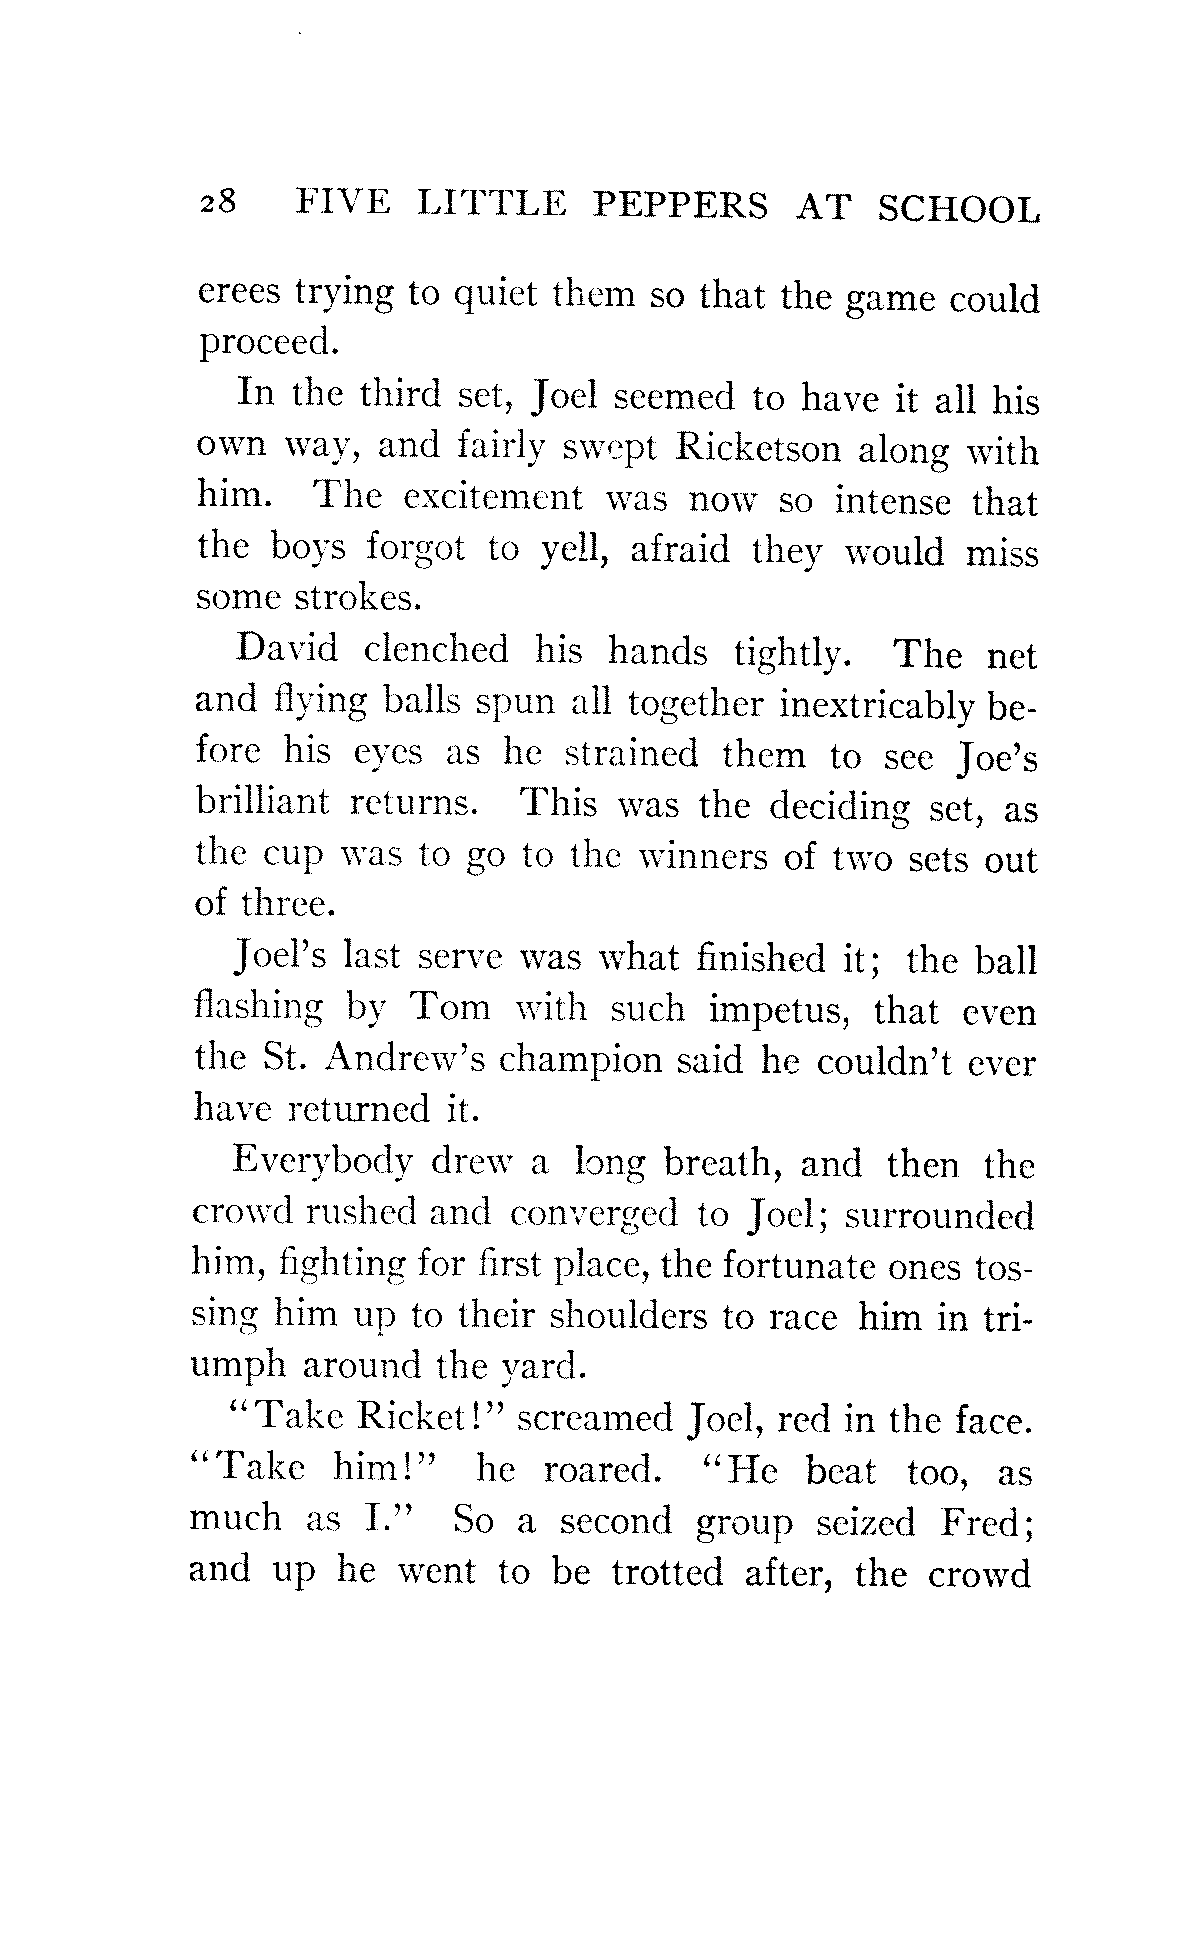 28 FIVE LITTLE PEPPERS AT SCHOOL
erees trying to quiet them so that the game could
proceed.
In the third set, Joel seemed to have it all his
own way, and fairly swept Ricketson along with
him. The excitement was now so intense that
the boys forgot to yell, afraid they would miss
some strokes.
David clenched his hands tightly. The net
and flying balls spun all together inextricably be-
fore his eyes as he strained them to see Joe's
brilliant returns. This was the deciding set, as
the cup was to go to the winners of two sets out
of three.
Joel's last serve was what finished it; the ball
flashing by Tom with such impetus, that even
the St. Andrew's champion said he couldn't ever
have returned it.
Everybody drew a long breath, and then the
crowd rushed and converged to Joel; surrounded
him, fighting for first place, the fortunate ones tos-
sing him up to their shoulders to race him in tri-
umph around the yard.
"Take Ricket!" screamed Joel, red in the face.
"Take him!" he roared. "He beat too, as
much as I." So a second group seized Fred;
and up he went to be trotted after, the crowd